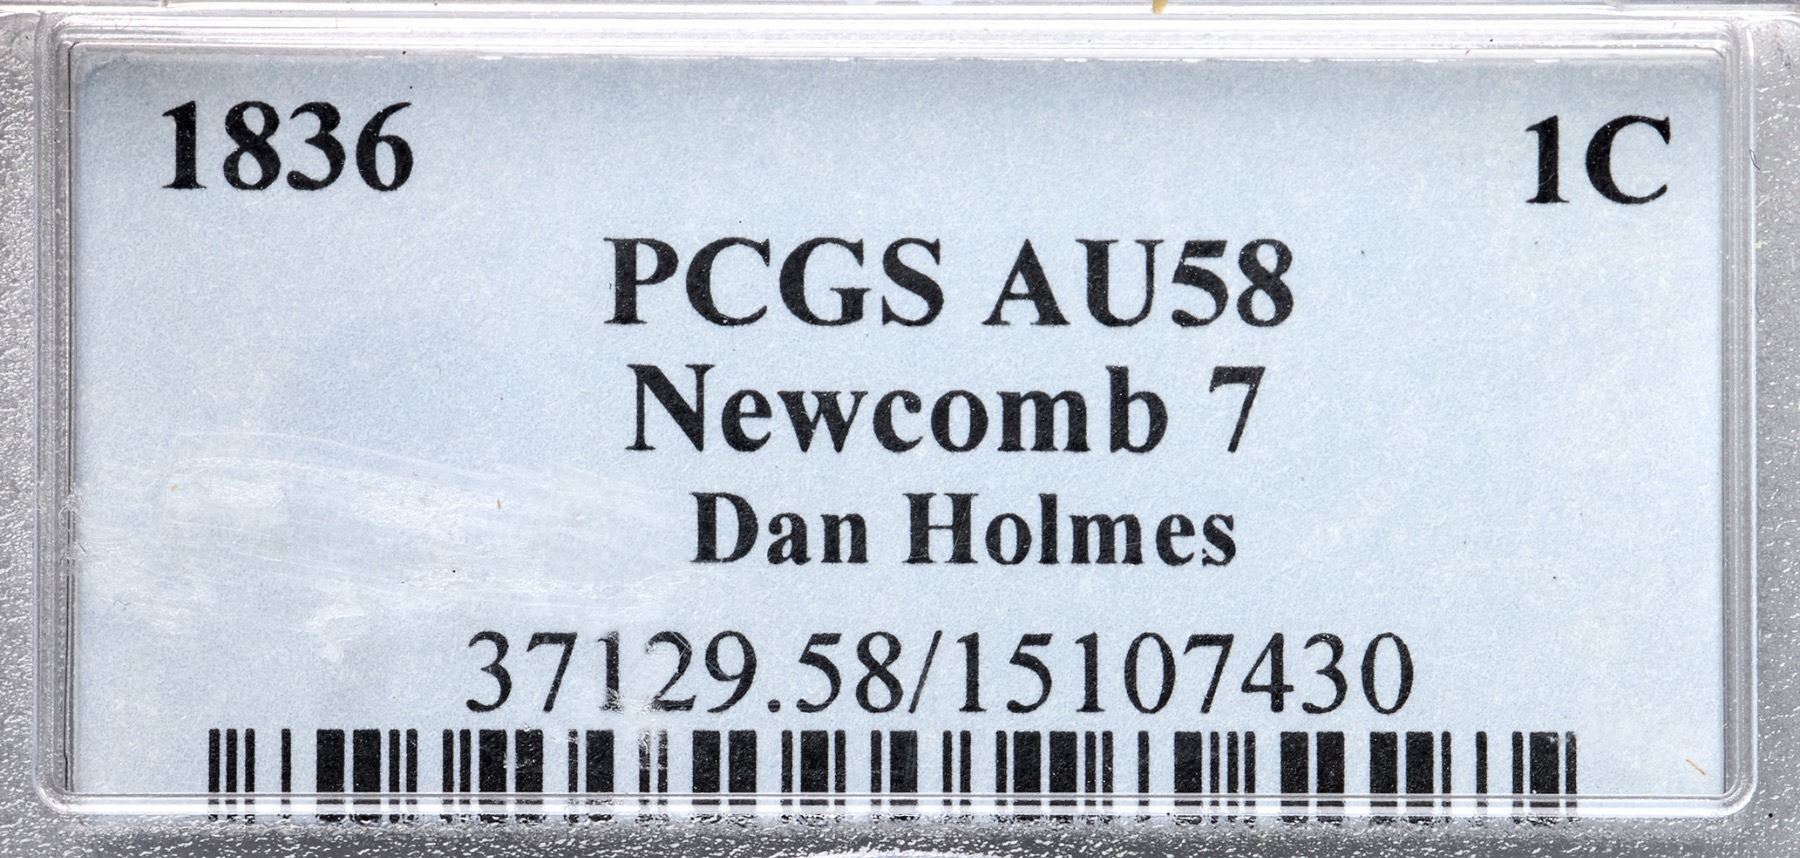 1836 1C
PCGS AU58
Newcomb 7
Dan Holmes
37129.58/15107430